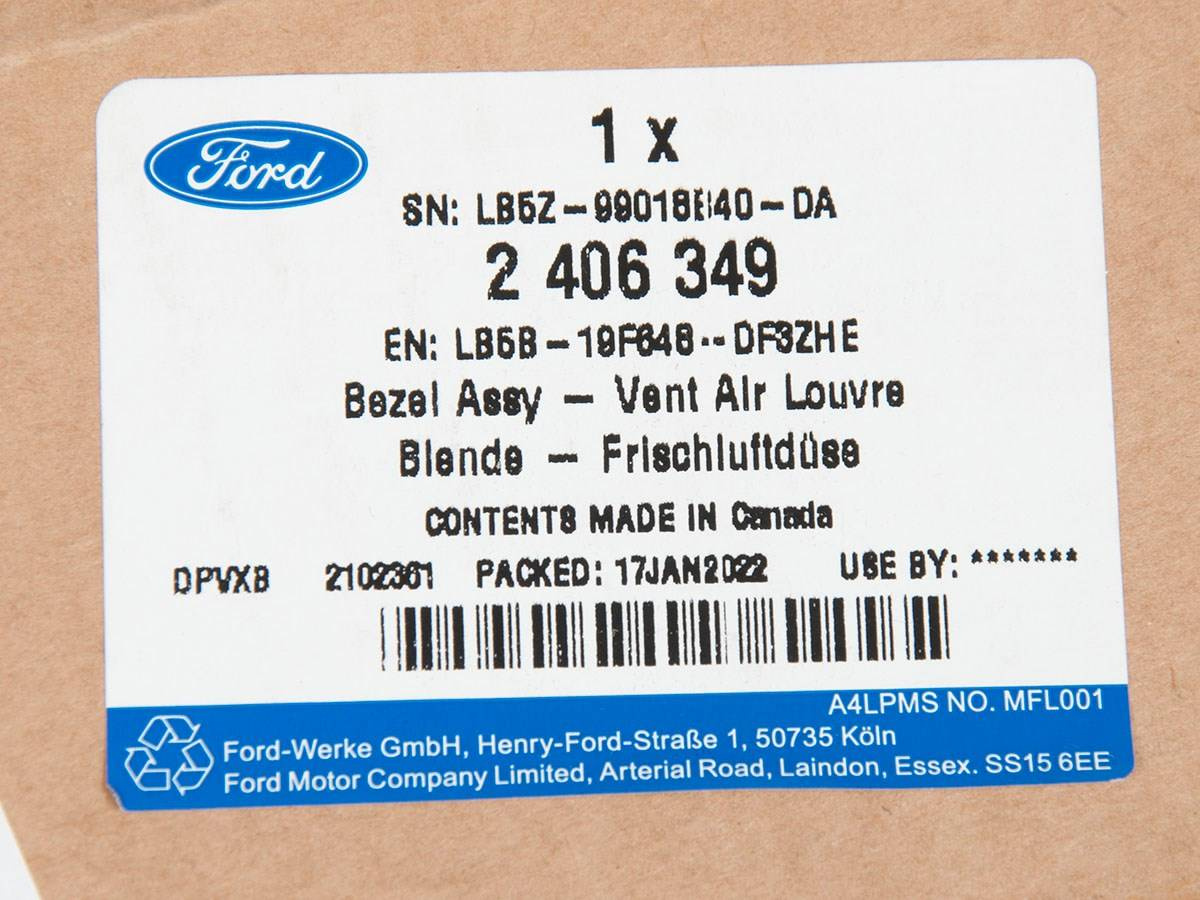 Ford
1 x
SN: LB5Z-99018B40-DA
2 406 349
EN: LB5B-19F648--DF3ZHE
Bezel Assy - Vent Air Louvre
Blende - Frischluftdüse
CONTENTS MADE IN Canada
DPVXB 2102361 PACKED: 17JAN2022 USE BY: *******
A4LPMS NO. MFL001
Ford-Werke GmbH, Henry-Ford-Straße 1, 50735 Köln
Ford Motor Company Limited, Arterial Road, Laindon, Essex. SS15 6EE